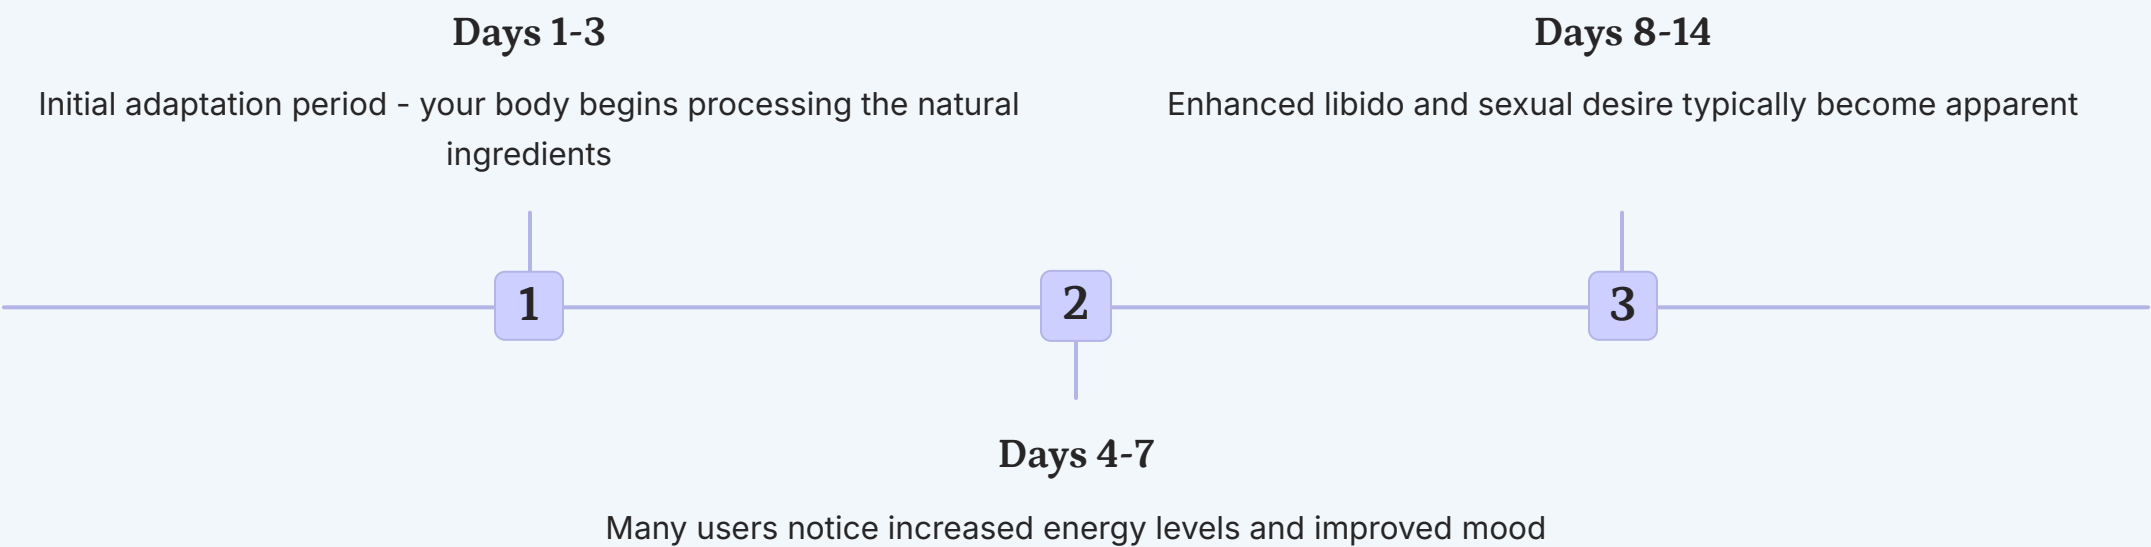 Days 1-3
Initial adaptation period - your body begins processing the natural
ingredients
Days 8-14
Enhanced libido and sexual desire typically become apparent
1
2
3
Days 4-7
Many users notice increased energy levels and improved mood